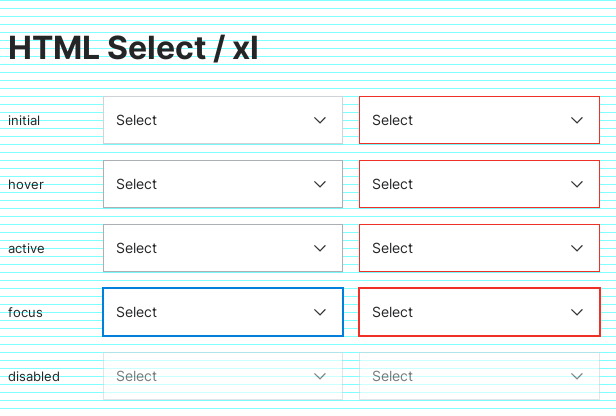 HTML Select / xl
initial Select Select
hover Select Select
active Select Select
focus Select Select
disabled Select Select